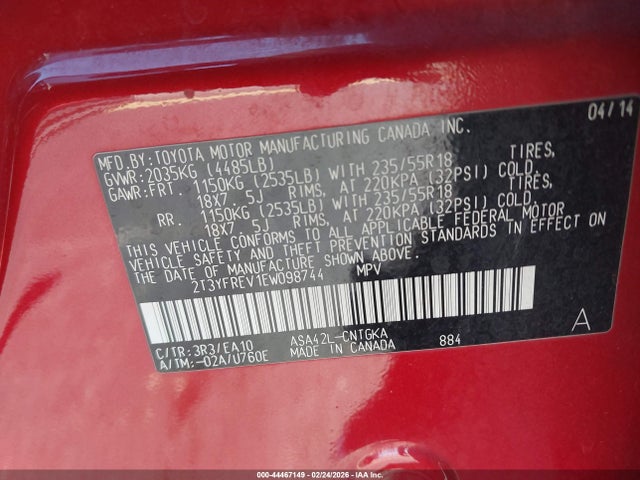 04/14
MFD.BY:TOYOTA MOTOR MANUFACTURING CANADA INC.
GVWR:2035KG (4485LB)
GAWR:FRT. 1150KG (2535LB) WITH 235/55R18 TIRES,
18X7. 5J RIMS, AT 220KPA (32PSI) COLD,
RR. 1150KG (2535LB) WITH 235/55R18 TIRES,
18X7. 5J RIMS, AT 220KPA (32PSI) COLD.
THIS VEHICLE CONFORMS TO ALL APPLICABLE FEDERAL MOTOR
VEHICLE SAFETY AND THEFT PREVENTION STANDARDS IN EFFECT ON
THE DATE OF MANUFACTURE SHOWN ABOVE.
2T3YFREV1EW098744 MPV
C/TR:3R3/EA10 ASA42L-CNTGKA 884 A
A/TM:-02A/U760E MADE IN CANADA
000-44467149 - 02/24/2026 - Copyright IAA, Inc.